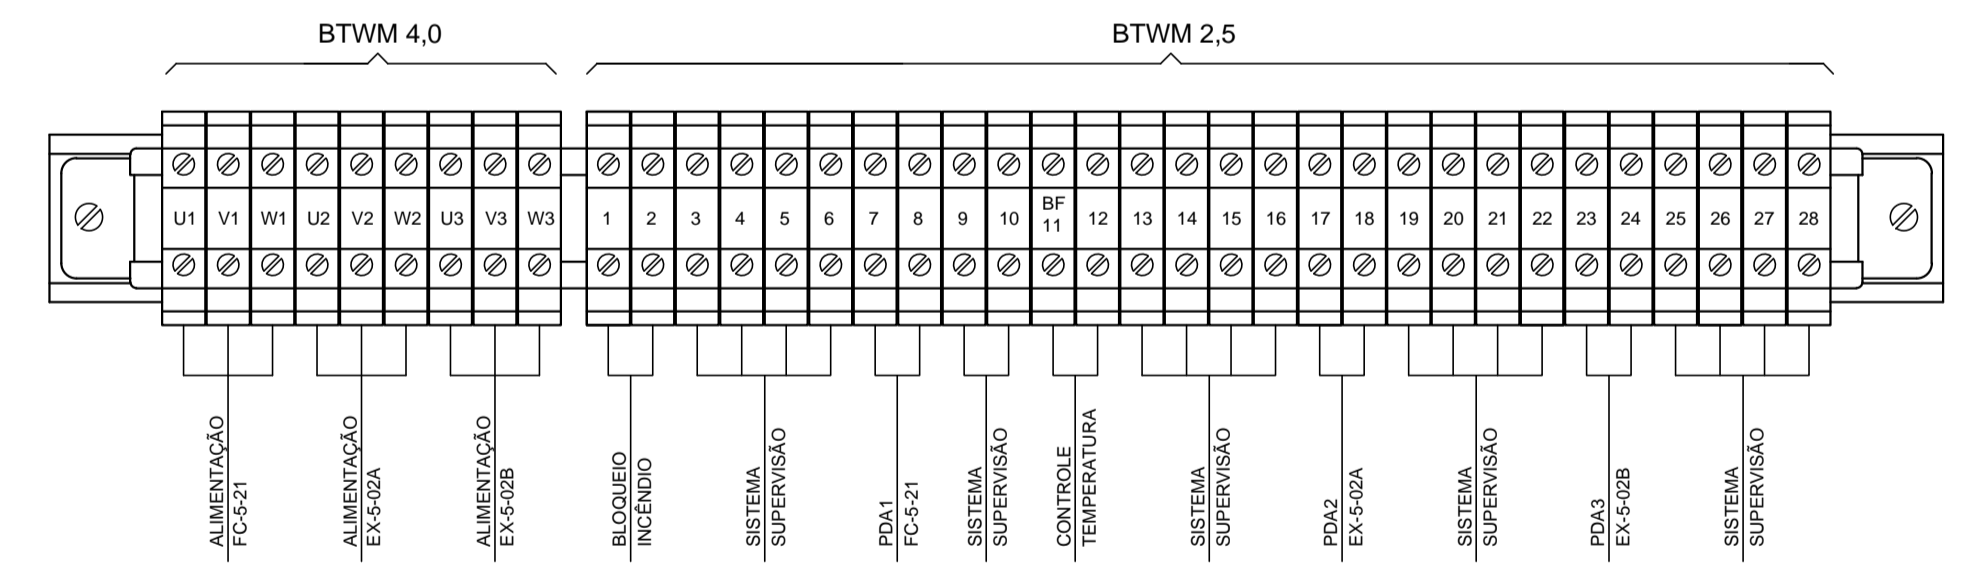 BTWM 4,0
BTWM 2,5
U1 V1 W1 U2 V2 W2 U3 V3 W3
1 2 3 4 5 6 7 8 9 10 BF 11 12 13 14 15 16 17 18 19 20 21 22 23 24 25 26 27 28
ALIMENTAÇÃO
FC-5-21
ALIMENTAÇÃO
EX-5-02A
ALIMENTAÇÃO
EX-5-02B
BLOQUEIO
INCÊNDIO
SISTEMA
SUPERVISÃO
PDA1
FC-5-21
SISTEMA
SUPERVISÃO
CONTROLE
TEMPERATURA
SISTEMA
SUPERVISÃO
PDA2
EX-5-02A
SISTEMA
SUPERVISÃO
PDA3
EX-5-02B
SISTEMA
SUPERVISÃO